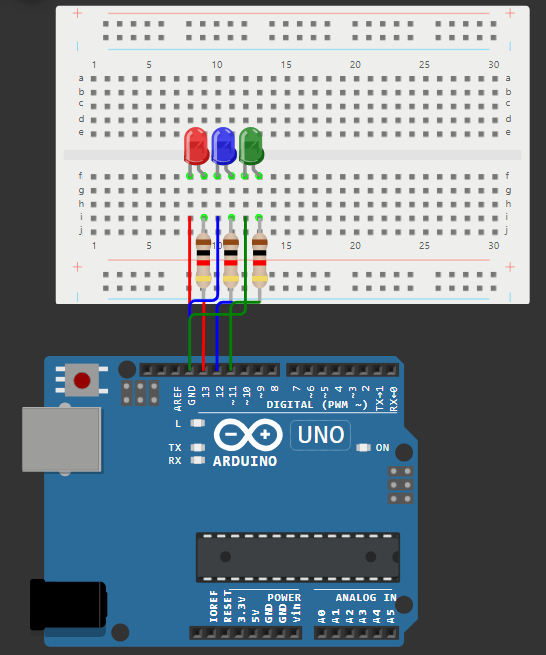 1 5 10 15 20 25 30
a a
b b
c c
d d
e e
f f
g g
h h
i i
j j
1 5 10 15 20 25 30
AREF GND 13 12 ~11 ~10 ~9 8 7 ~6 ~5 4 ~3 2 TX→1 RX←0
DIGITAL (PWM ~)
L
TX
RX
UNO
ON
ARDUINO
POWER
ANALOG IN
IOREF RESET 3.3V 5V GND GND Vin A0 A1 A2 A3 A4 A5